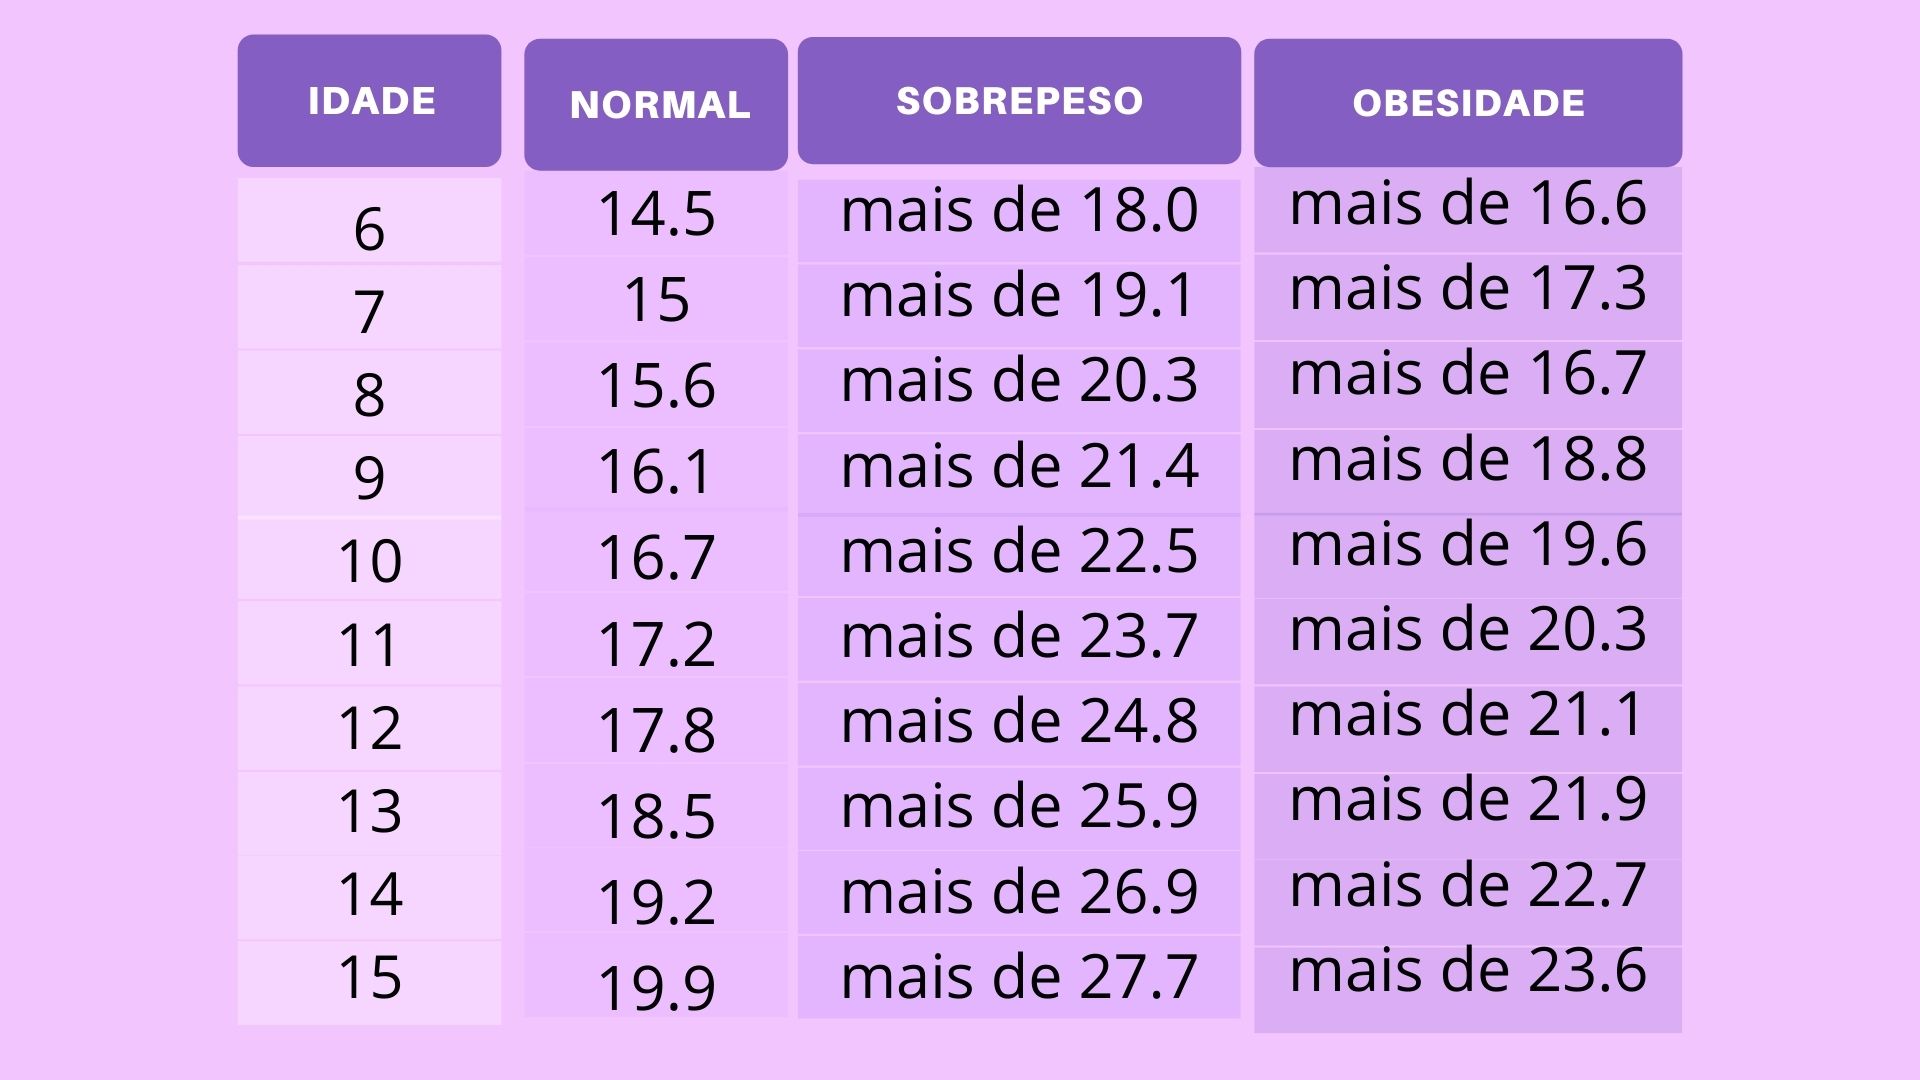 IDADE NORMAL SOBREPESO OBESIDADE
6 14.5 mais de 18.0 mais de 16.6
7 15 mais de 19.1 mais de 17.3
8 15.6 mais de 20.3 mais de 16.7
9 16.1 mais de 21.4 mais de 18.8
10 16.7 mais de 22.5 mais de 19.6
11 17.2 mais de 23.7 mais de 20.3
12 17.8 mais de 24.8 mais de 21.1
13 18.5 mais de 25.9 mais de 21.9
14 19.2 mais de 26.9 mais de 22.7
15 19.9 mais de 27.7 mais de 23.6